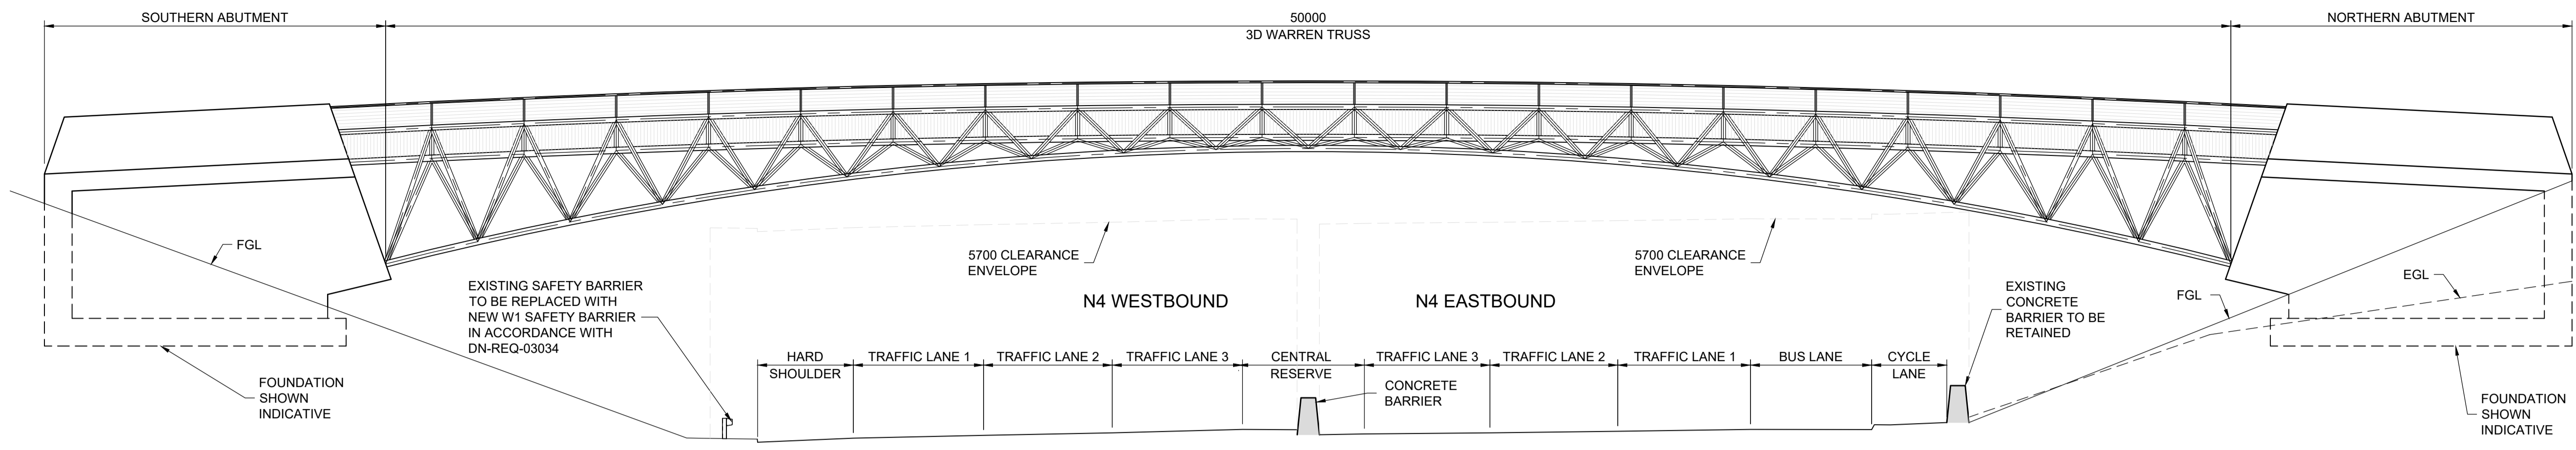 SOUTHERN ABUTMENT
50000
3D WARREN TRUSS
NORTHERN ABUTMENT
FGL
5700 CLEARANCE
ENVELOPE
5700 CLEARANCE
ENVELOPE
EXISTING SAFETY BARRIER
TO BE REPLACED WITH
NEW W1 SAFETY BARRIER
IN ACCORDANCE WITH
DN-REQ-03034
N4 WESTBOUND
N4 EASTBOUND
EXISTING
CONCRETE
BARRIER TO BE
RETAINED
FGL
EGL
HARD
SHOULDER
TRAFFIC LANE 1
TRAFFIC LANE 2
TRAFFIC LANE 3
CENTRAL
RESERVE
TRAFFIC LANE 3
TRAFFIC LANE 2
TRAFFIC LANE 1
BUS LANE
CYCLE
LANE
CONCRETE
BARRIER
FOUNDATION
SHOWN
INDICATIVE
FOUNDATION
SHOWN
INDICATIVE